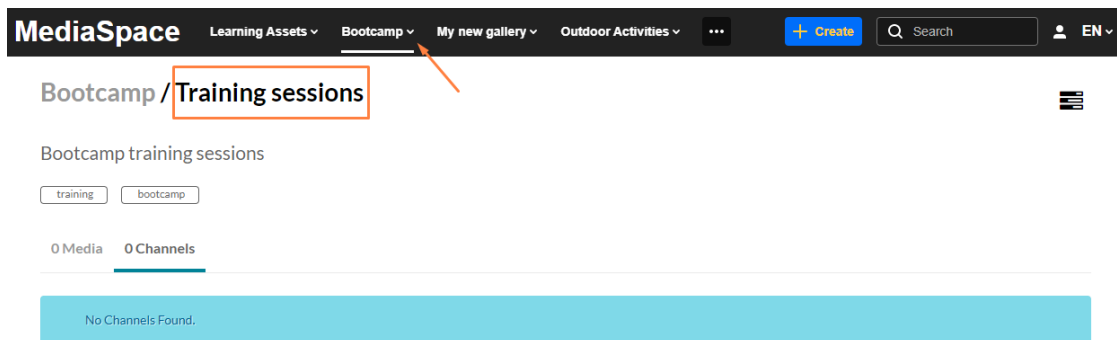 MediaSpace Learning Assets Bootcamp My new gallery Outdoor Activities ••• + Create Search EN
Bootcamp / Training sessions
Bootcamp training sessions
training bootcamp
0 Media 0 Channels
No Channels Found.